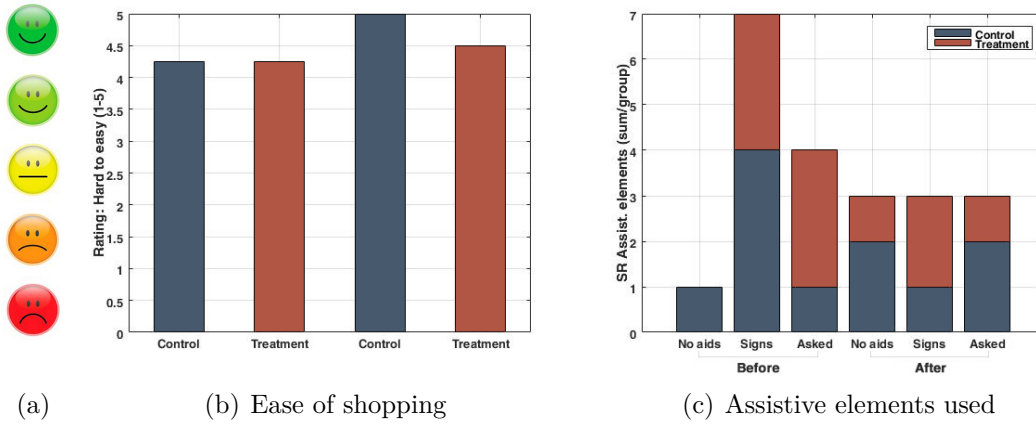 Rating: Hard to easy (1-5)
5
4.5
4
3.5
3
2.5
2
1.5
1
0.5
0
Control Treatment Control Treatment
SR Assist. elements (sum/group)
7
6
5
4
3
2
1
0
Control
Treatment
No aids Signs Asked No aids Signs Asked
Before After
(a) (b) Ease of shopping (c) Assistive elements used